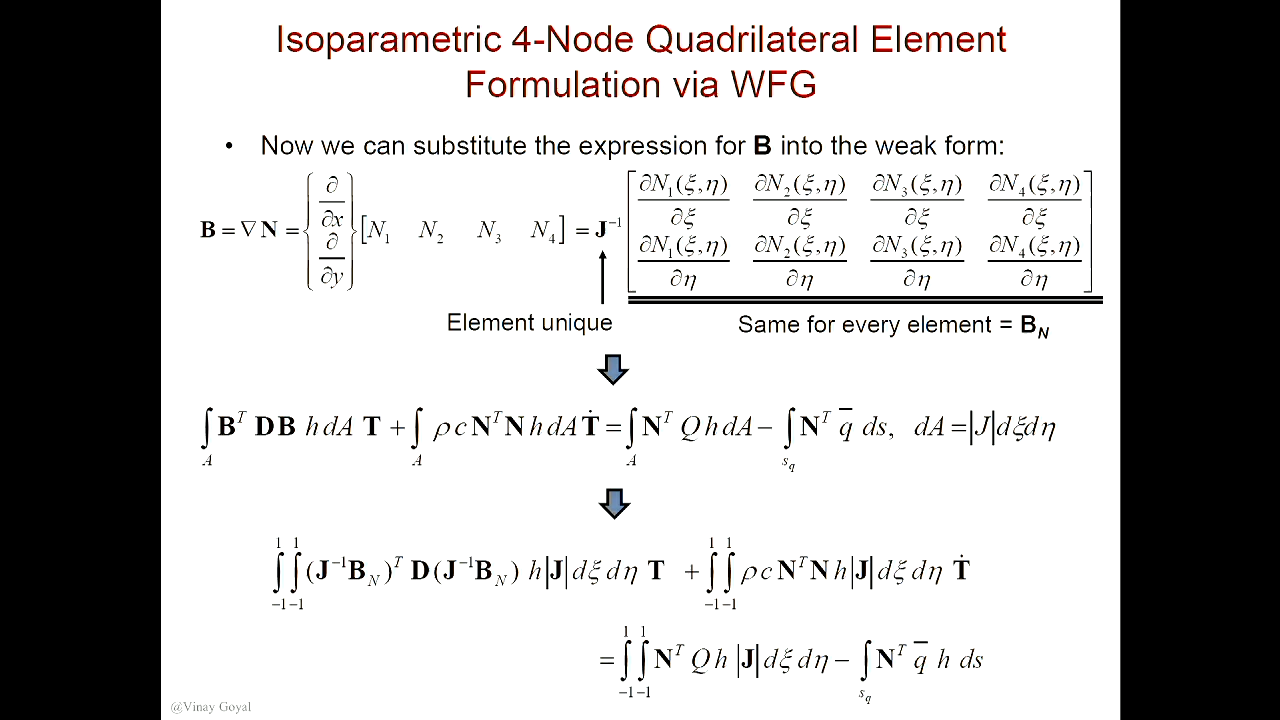 Isoparametric 4-Node Quadrilateral Element
Formulation via WFG
• Now we can substitute the expression for B into the weak form:
B = ∇N = { ∂/∂x ∂/∂y } [N₁ N₂ N₃ N₄] = J⁻¹ [ ∂N₁(ξ,η)/∂ξ ∂N₂(ξ,η)/∂ξ ∂N₃(ξ,η)/∂ξ ∂N₄(ξ,η)/∂ξ
∂N₁(ξ,η)/∂η ∂N₂(ξ,η)/∂η ∂N₃(ξ,η)/∂η ∂N₄(ξ,η)/∂η ]
Element unique
Same for every element = B_N
∫_A Bᵀ DB h dA T + ∫_A ρ c NᵀN h dA Ṫ = ∫_A Nᵀ Q h dA − ∫_{s_q} Nᵀ q̅ ds, dA = |J| dξ dη
∫_{−1}^{1} ∫_{−1}^{1} (J⁻¹B_N)ᵀ D(J⁻¹B_N) h |J| dξ dη T + ∫_{−1}^{1} ∫_{−1}^{1} ρ c NᵀN h |J| dξ dη Ṫ
= ∫_{−1}^{1} ∫_{−1}^{1} Nᵀ Q h |J| dξ dη − ∫_{s_q} Nᵀ q̅ h ds
@Vinay Goyal